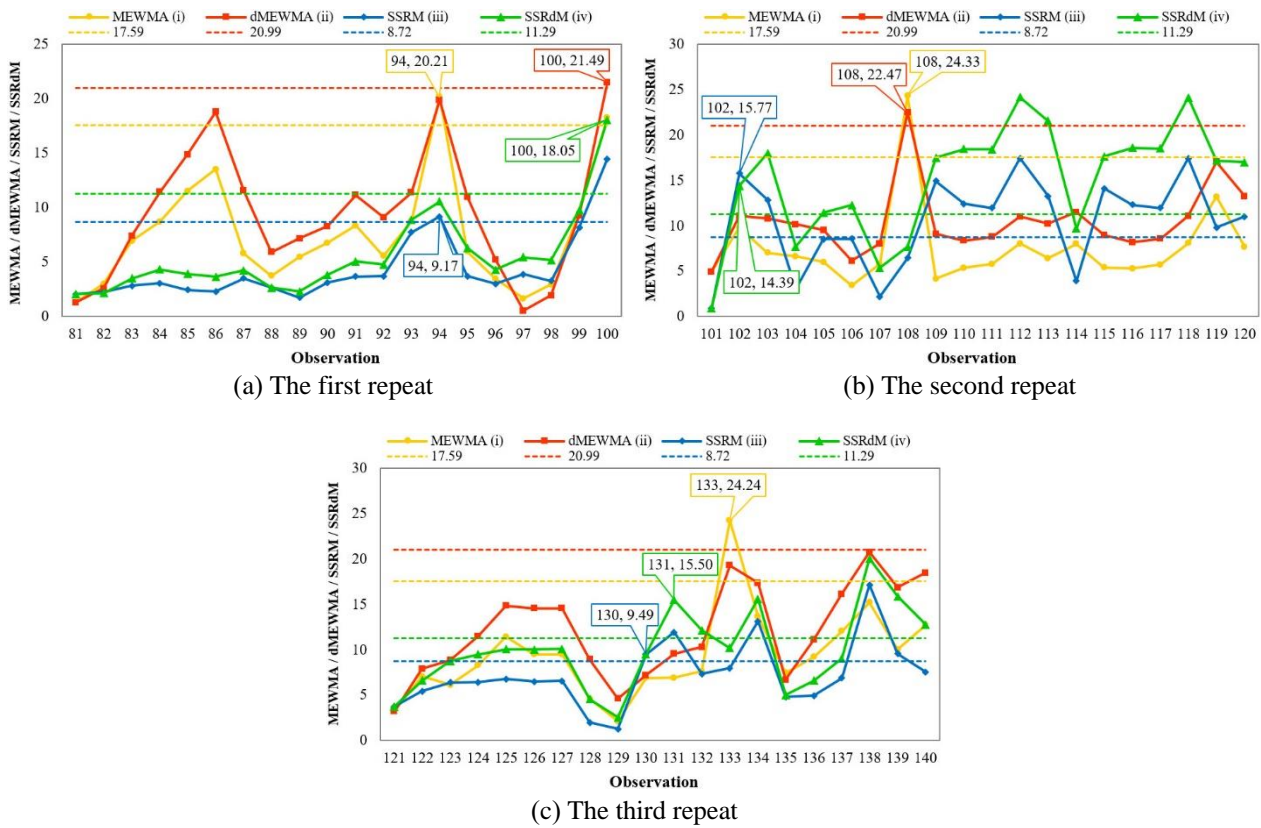 MEWMA (i) dMEWMA (ii) SSRM (iii) SSRdM (iv)
17.59 20.99 8.72 11.29
MEWMA / dMEWMA / SSRM / SSRdM
25
20
15
10
5
0
94, 20.21
100, 21.49
100, 18.05
94, 9.17
81 82 83 84 85 86 87 88 89 90 91 92 93 94 95 96 97 98 99 100
Observation
(a) The first repeat
MEWMA (i) dMEWMA (ii) SSRM (iii) SSRdM (iv)
17.59 20.99 8.72 11.29
MEWMA / dMEWMA / SSRM / SSRdM
30
25
20
15
10
5
0
108, 22.47
108, 24.33
102, 15.77
102, 14.39
101 102 103 104 105 106 107 108 109 110 111 112 113 114 115 116 117 118 119 120
Observation
(b) The second repeat
MEWMA (i) dMEWMA (ii) SSRM (iii) SSRdM (iv)
17.59 20.99 8.72 11.29
MEWMA / dMEWMA / SSRM / SSRdM
30
25
20
15
10
5
0
133, 24.24
131, 15.50
130, 9.49
121 122 123 124 125 126 127 128 129 130 131 132 133 134 135 136 137 138 139 140
Observation
(c) The third repeat